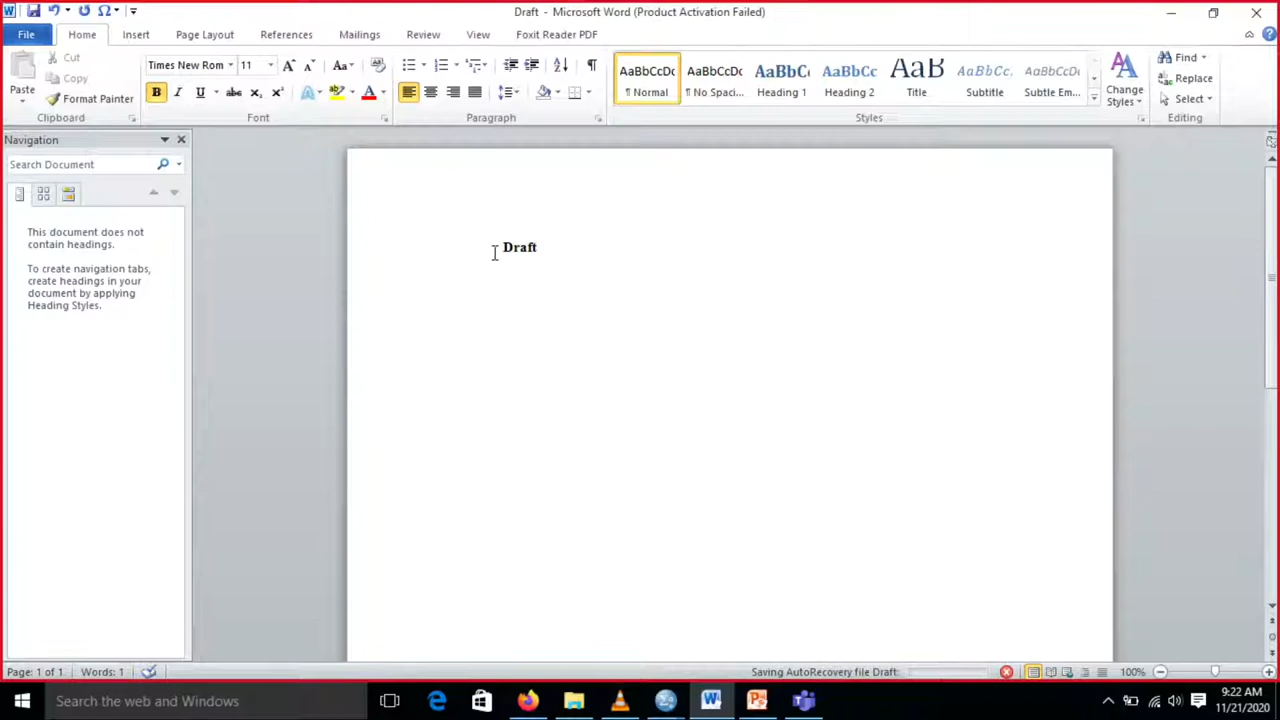 Draft - Microsoft Word (Product Activation Failed)
File Home Insert Page Layout References Mailings Review View Foxit Reader PDF
Paste
Cut
Copy
Format Painter
Clipboard
Times New Rom 11
Font
Paragraph
AaBbCcDc AaBbCcDc AaBbC AaBbCc AaB AaBbCc. AaBbCcDc
¶ Normal ¶ No Spaci... Heading 1 Heading 2 Title Subtitle Subtle Em...
Change
Styles
Styles
Find
Replace
Select
Editing
Navigation
Search Document
This document does not
contain headings.
To create navigation tabs,
create headings in your
document by applying
Heading Styles.
Draft
Page: 1 of 1 Words: 1 Saving AutoRecovery file Draft: 100%
Search the web and Windows
9:22 AM
11/21/2020